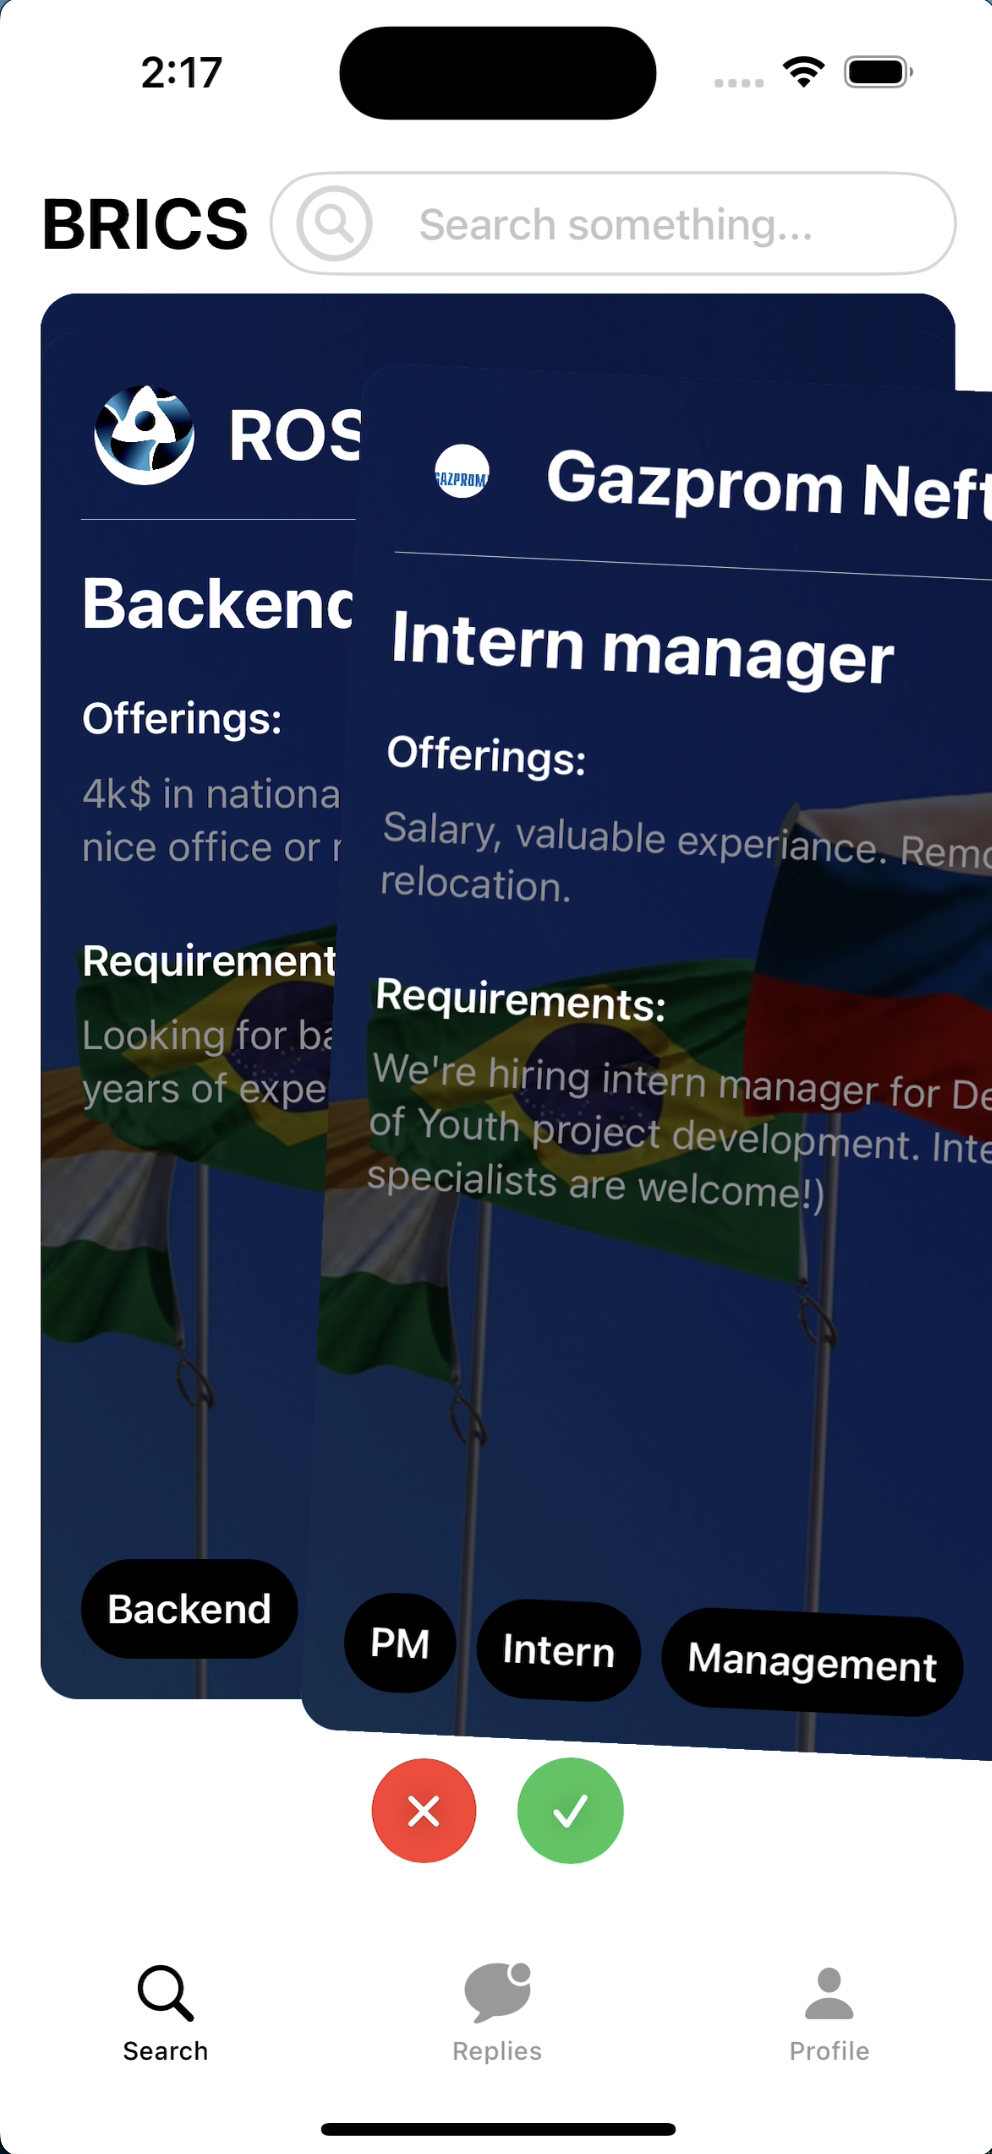 2:17
BRICS
Search something...
ROS
Backend
Offerings:
4k$ in nationa
nice office or r
Requirement
Looking for ba
years of expe
Backend
GAZPROM
Gazprom Neft
Intern manager
Offerings:
Salary, valuable experiance. Remo
relocation.
Requirements:
We're hiring intern manager for De
of Youth project development. Inte
specialists are welcome!)
PM
Intern
Management
Search
Replies
Profile